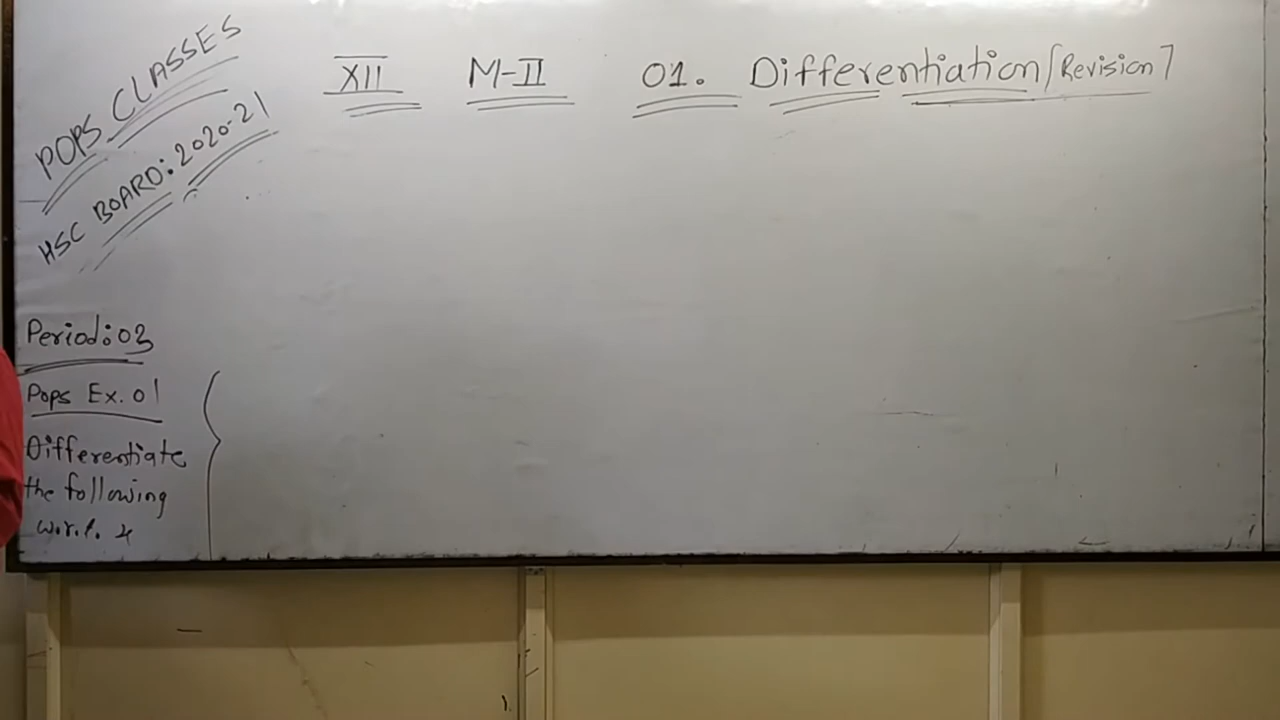 POPS CLASSES
HSC BOARD: 2020-21
XII M-II 01. Differentiation [Revision]
Period: 03
Pops Ex. 01
Differentiate
the following
w.r.t. x